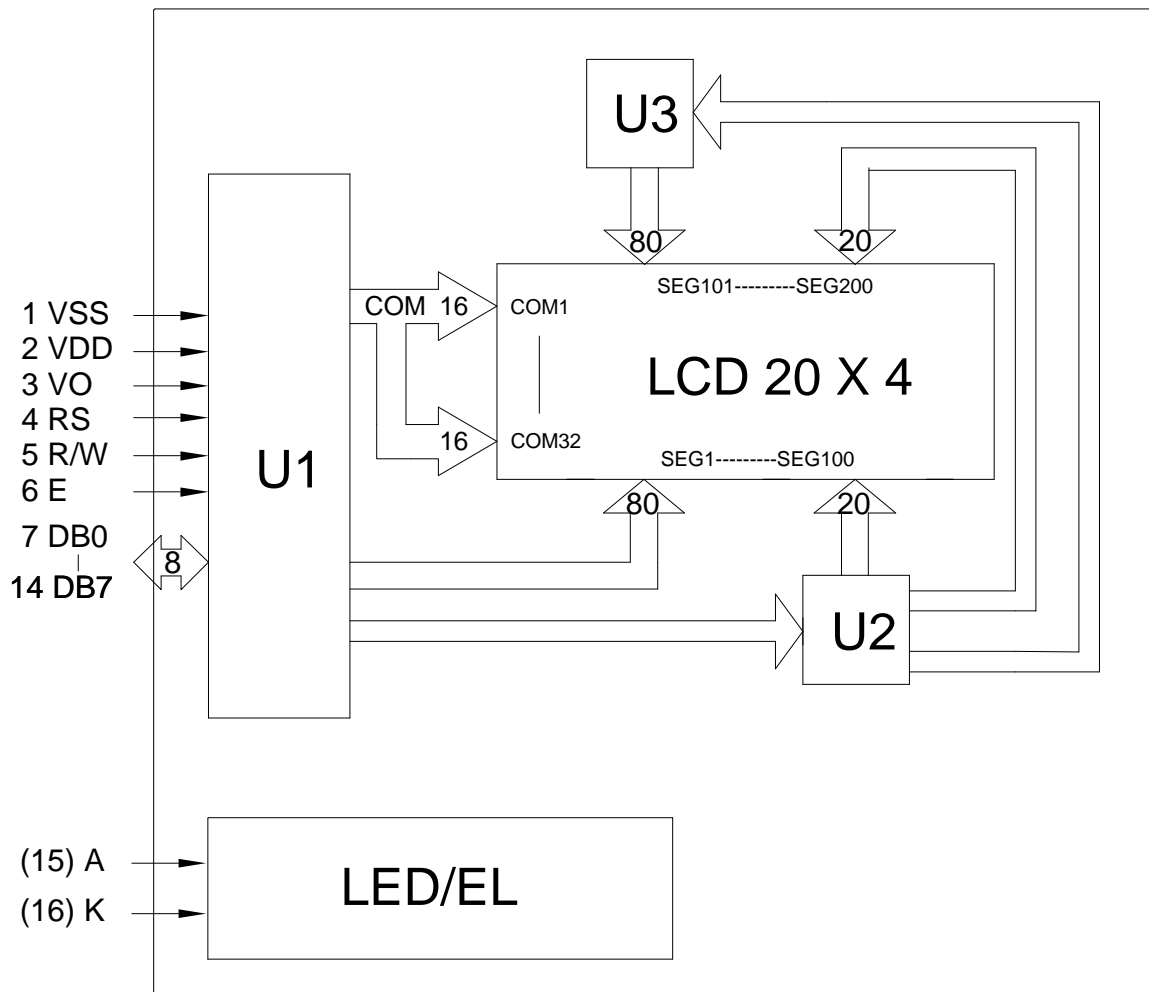 U3
80
20
SEG101---------SEG200
COM 16
COM1
LCD 20 X 4
16
COM32
SEG1---------SEG100
80
20
1 VSS
2 VDD
3 VO
4 RS
5 R/W
6 E
7 DB0
8
14 DB7
U1
U2
(15) A
(16) K
LED/EL